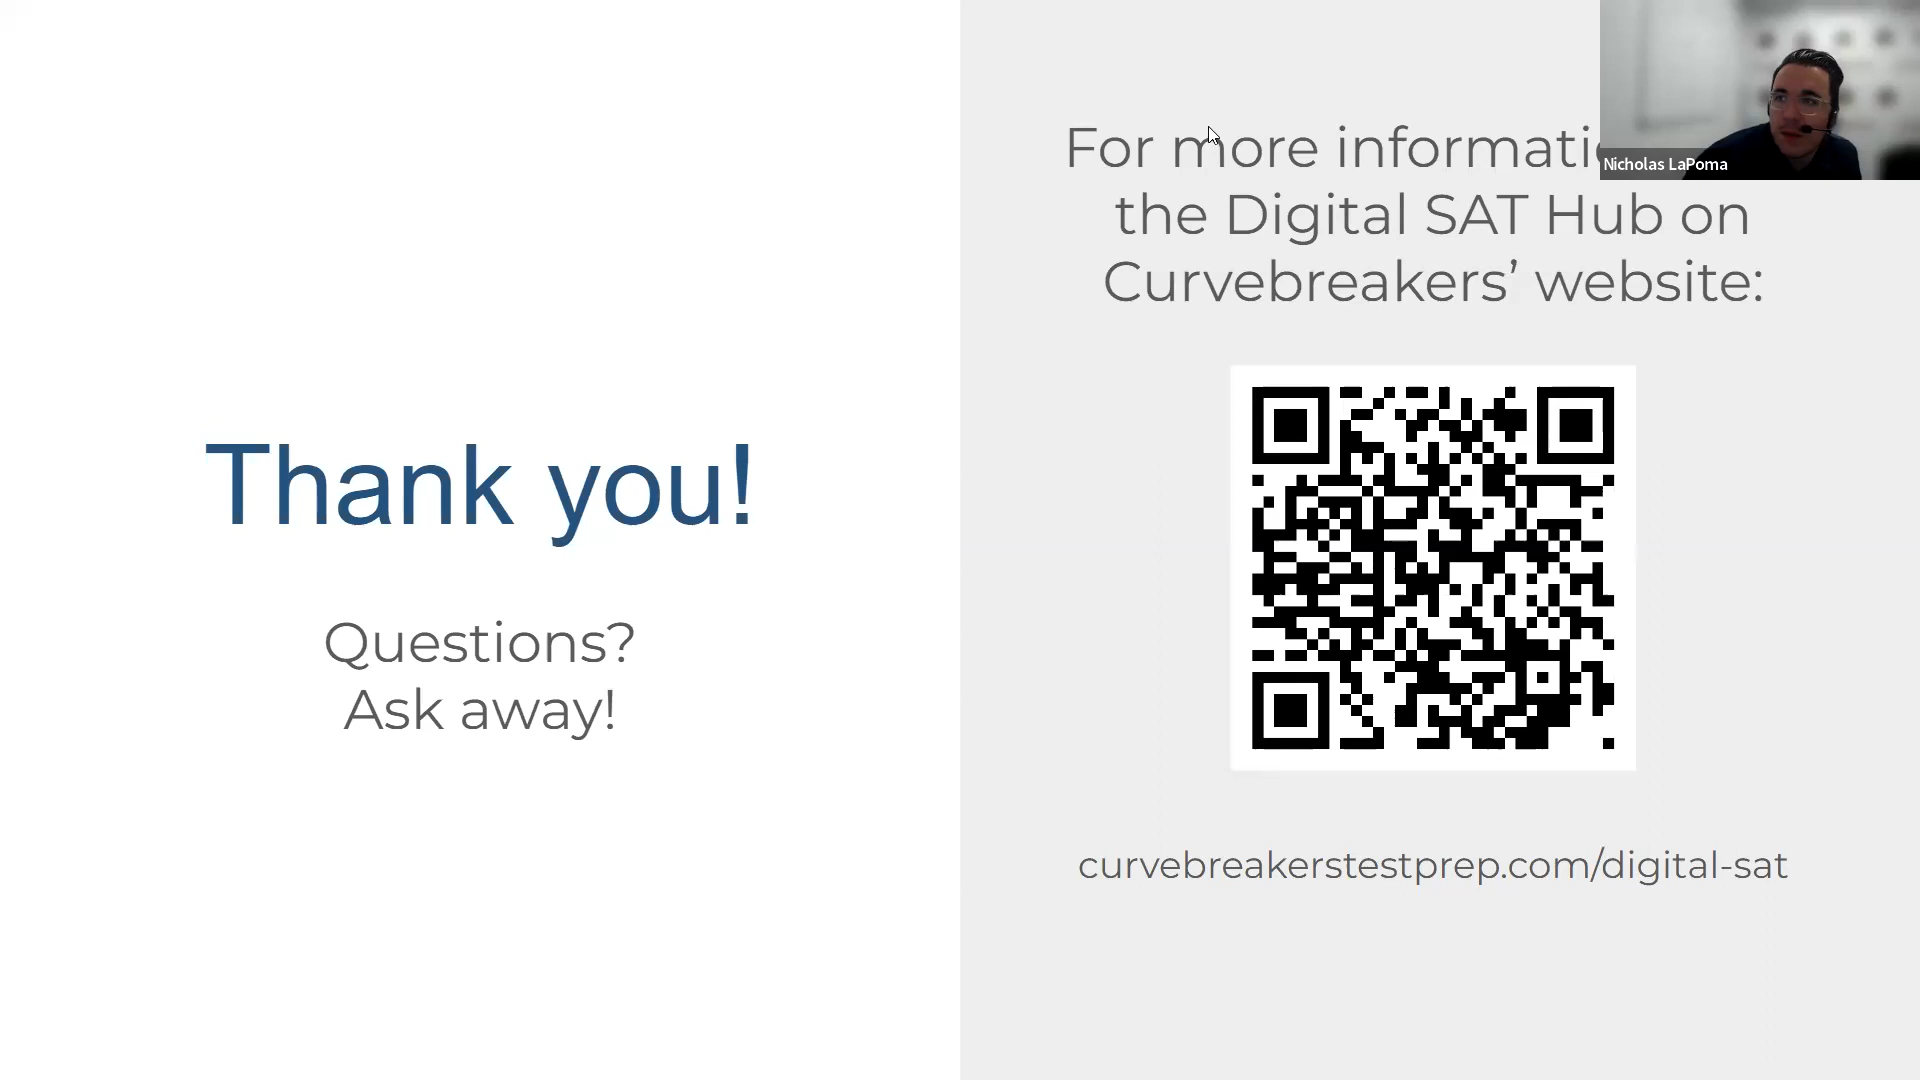 Thank you!
Questions?
Ask away!
For more
the Digital SAT Hub on
Curvebreakers’ website:
curvebreakerstestprep.com/digital-sat
Nicholas LaPoma